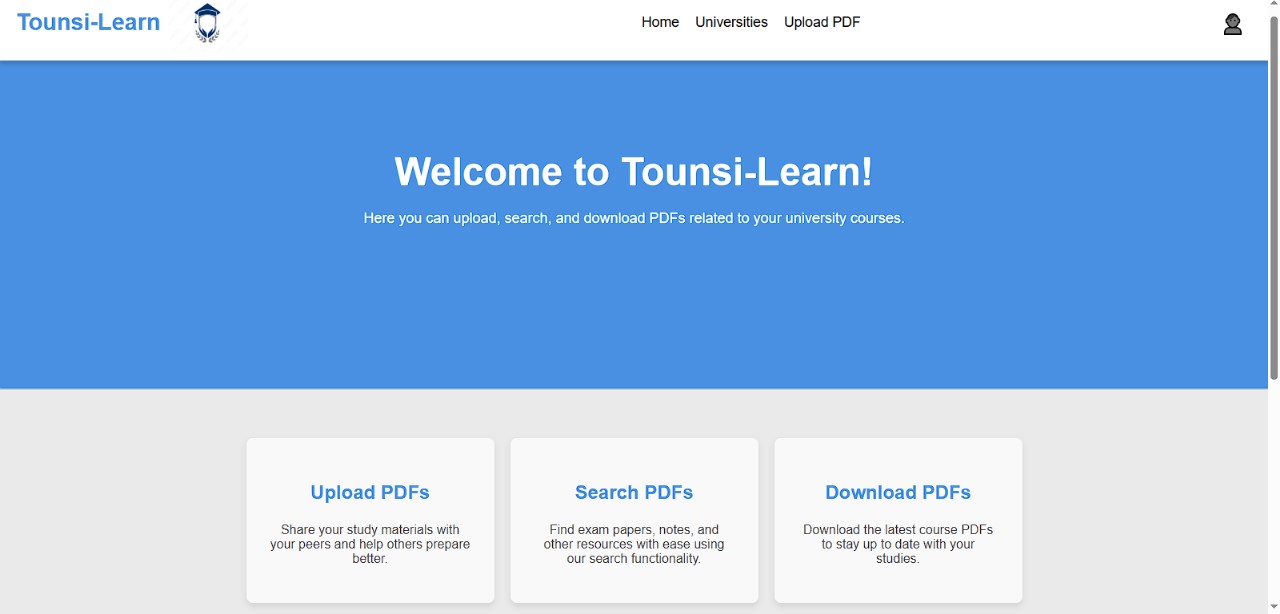 Tounsi-Learn
Home Universities Upload PDF
Welcome to Tounsi-Learn!
Here you can upload, search, and download PDFs related to your university courses.
Upload PDFs
Share your study materials with
your peers and help others prepare
better.
Search PDFs
Find exam papers, notes, and
other resources with ease using
our search functionality.
Download PDFs
Download the latest course PDFs
to stay up to date with your
studies.